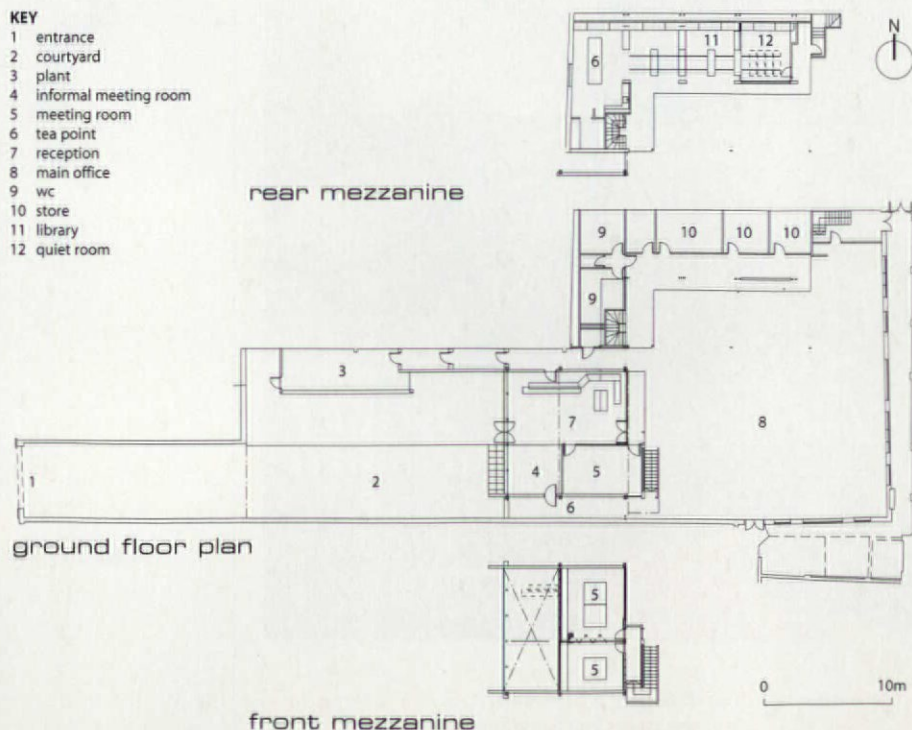 KEY
1 entrance
2 courtyard
3 plant
4 informal meeting room
5 meeting room
6 tea point
7 reception
8 main office
9 wc
10 store
11 library
12 quiet room
6
11
12
N
rear mezzanine
9
10
10
10
9
3
7
8
1
2
4
5
6
ground floor plan
5
5
0 10m
front mezzanine